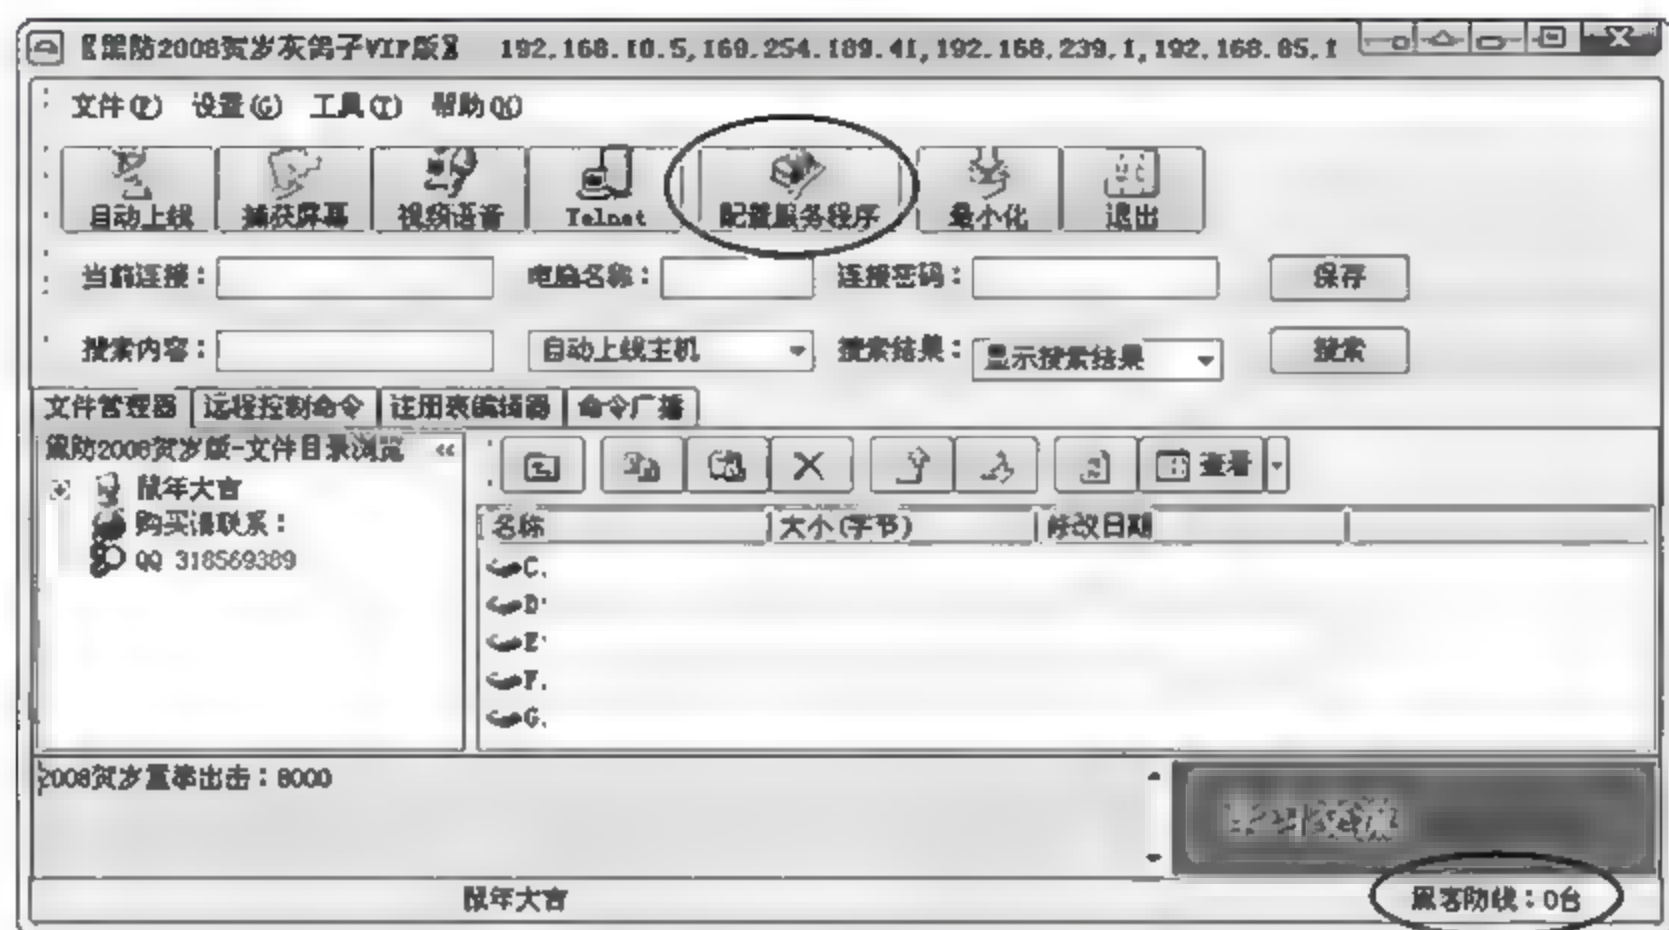 【黑防2008贺岁灰鸽子VIP版】 192.168.10.5,169.254.189.41,192.168.239.1,192.168.85.1
文件(F) 设置(G) 工具(T) 帮助(H)
自动上线 捕获屏幕 视频语音 Telnet 配置服务程序 最小化 退出
当前连接： 电脑名称： 连接密码： 保存
搜索内容： 自动上线主机 搜索结果： 显示搜索结果 搜索
文件管理器 远程控制命令 注册表编辑器 命令广播
黑防2008贺岁版-文件目录浏览 «
查看
鼠年大吉
购买请联系：
QQ 318569389
名称 大小(字节) 修改日期
C:
D:
E:
F:
G:
2008贺岁重拳出击：8000
鼠年大吉 黑客防线：0台